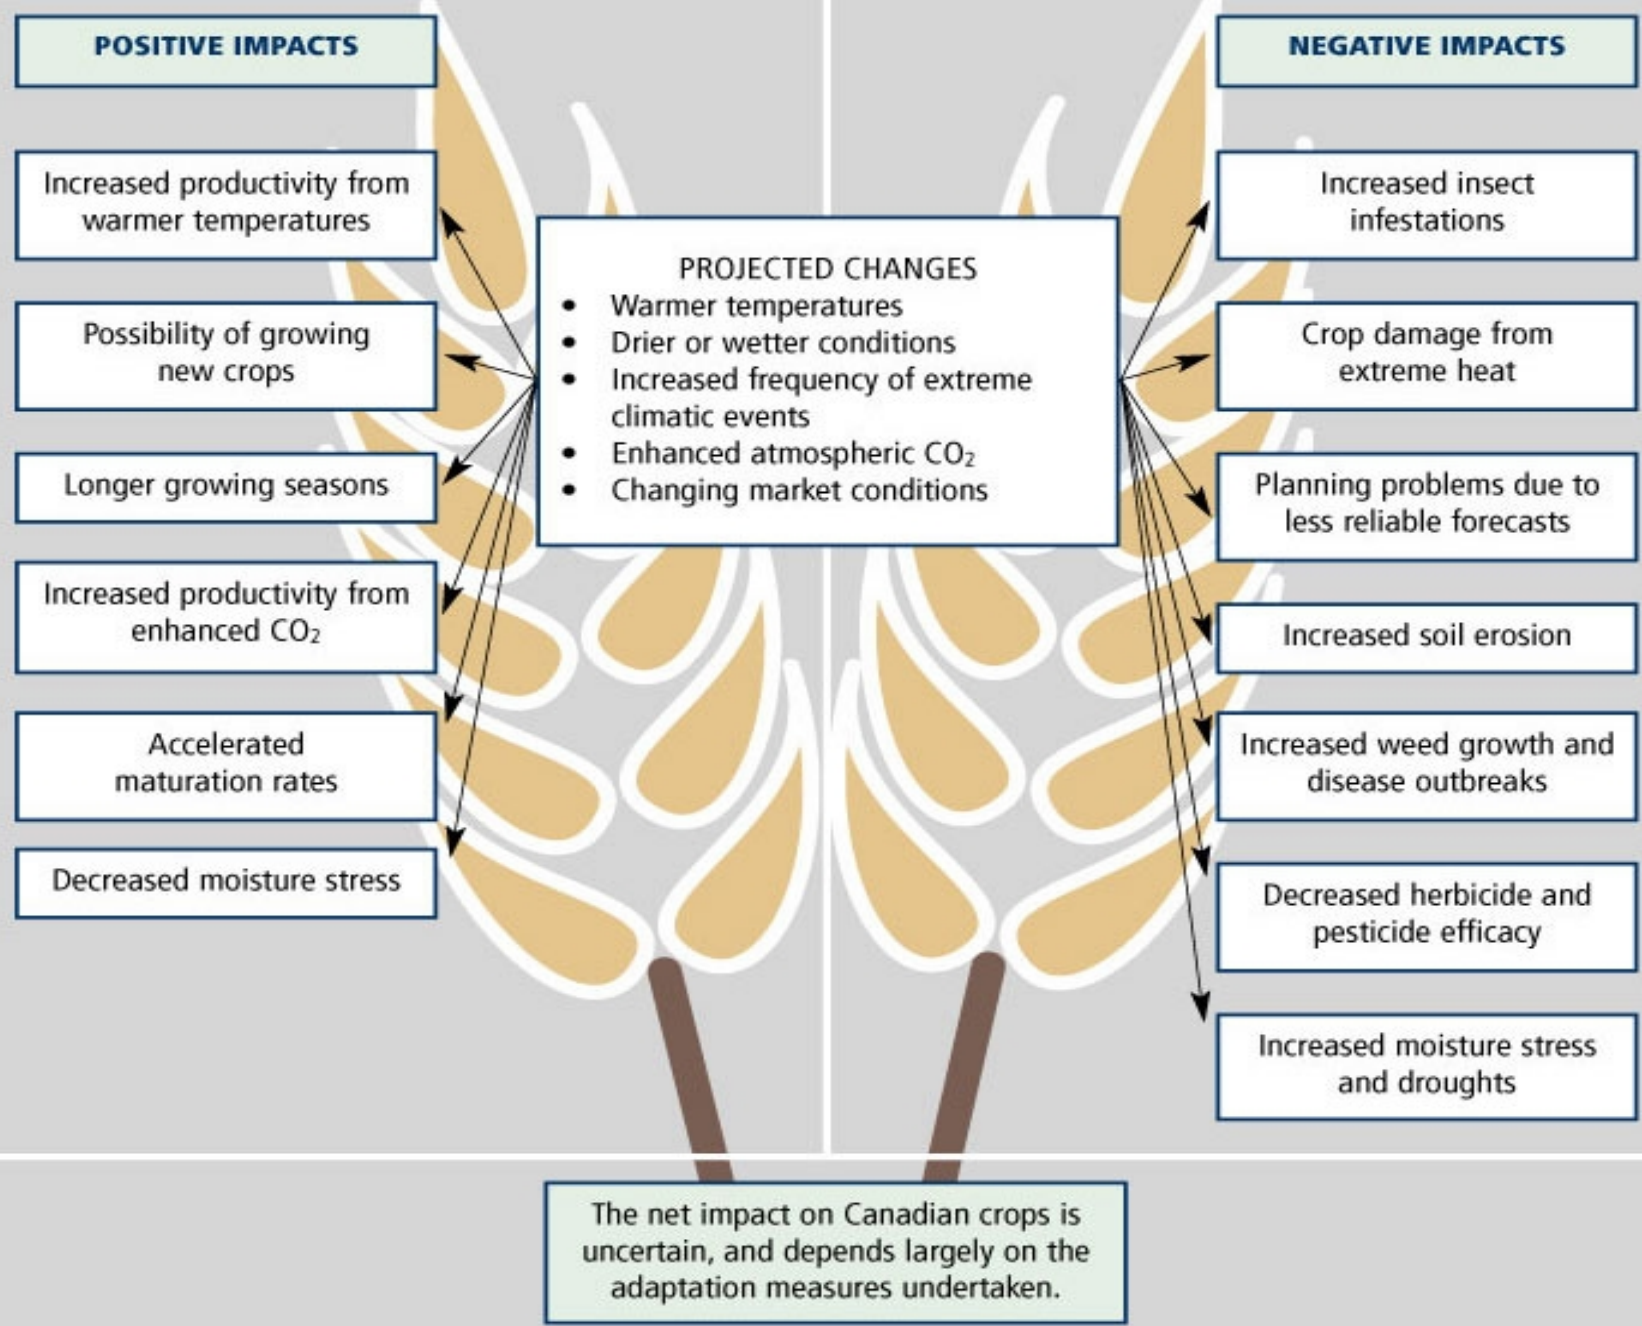 POSITIVE IMPACTS
Increased productivity from
warmer temperatures
Possibility of growing
new crops
Longer growing seasons
Increased productivity from
enhanced CO₂
Accelerated
maturation rates
Decreased moisture stress
PROJECTED CHANGES
• Warmer temperatures
• Drier or wetter conditions
• Increased frequency of extreme
climatic events
• Enhanced atmospheric CO₂
• Changing market conditions
NEGATIVE IMPACTS
Increased insect
infestations
Crop damage from
extreme heat
Planning problems due to
less reliable forecasts
Increased soil erosion
Increased weed growth and
disease outbreaks
Decreased herbicide and
pesticide efficacy
Increased moisture stress
and droughts
The net impact on Canadian crops is
uncertain, and depends largely on the
adaptation measures undertaken.